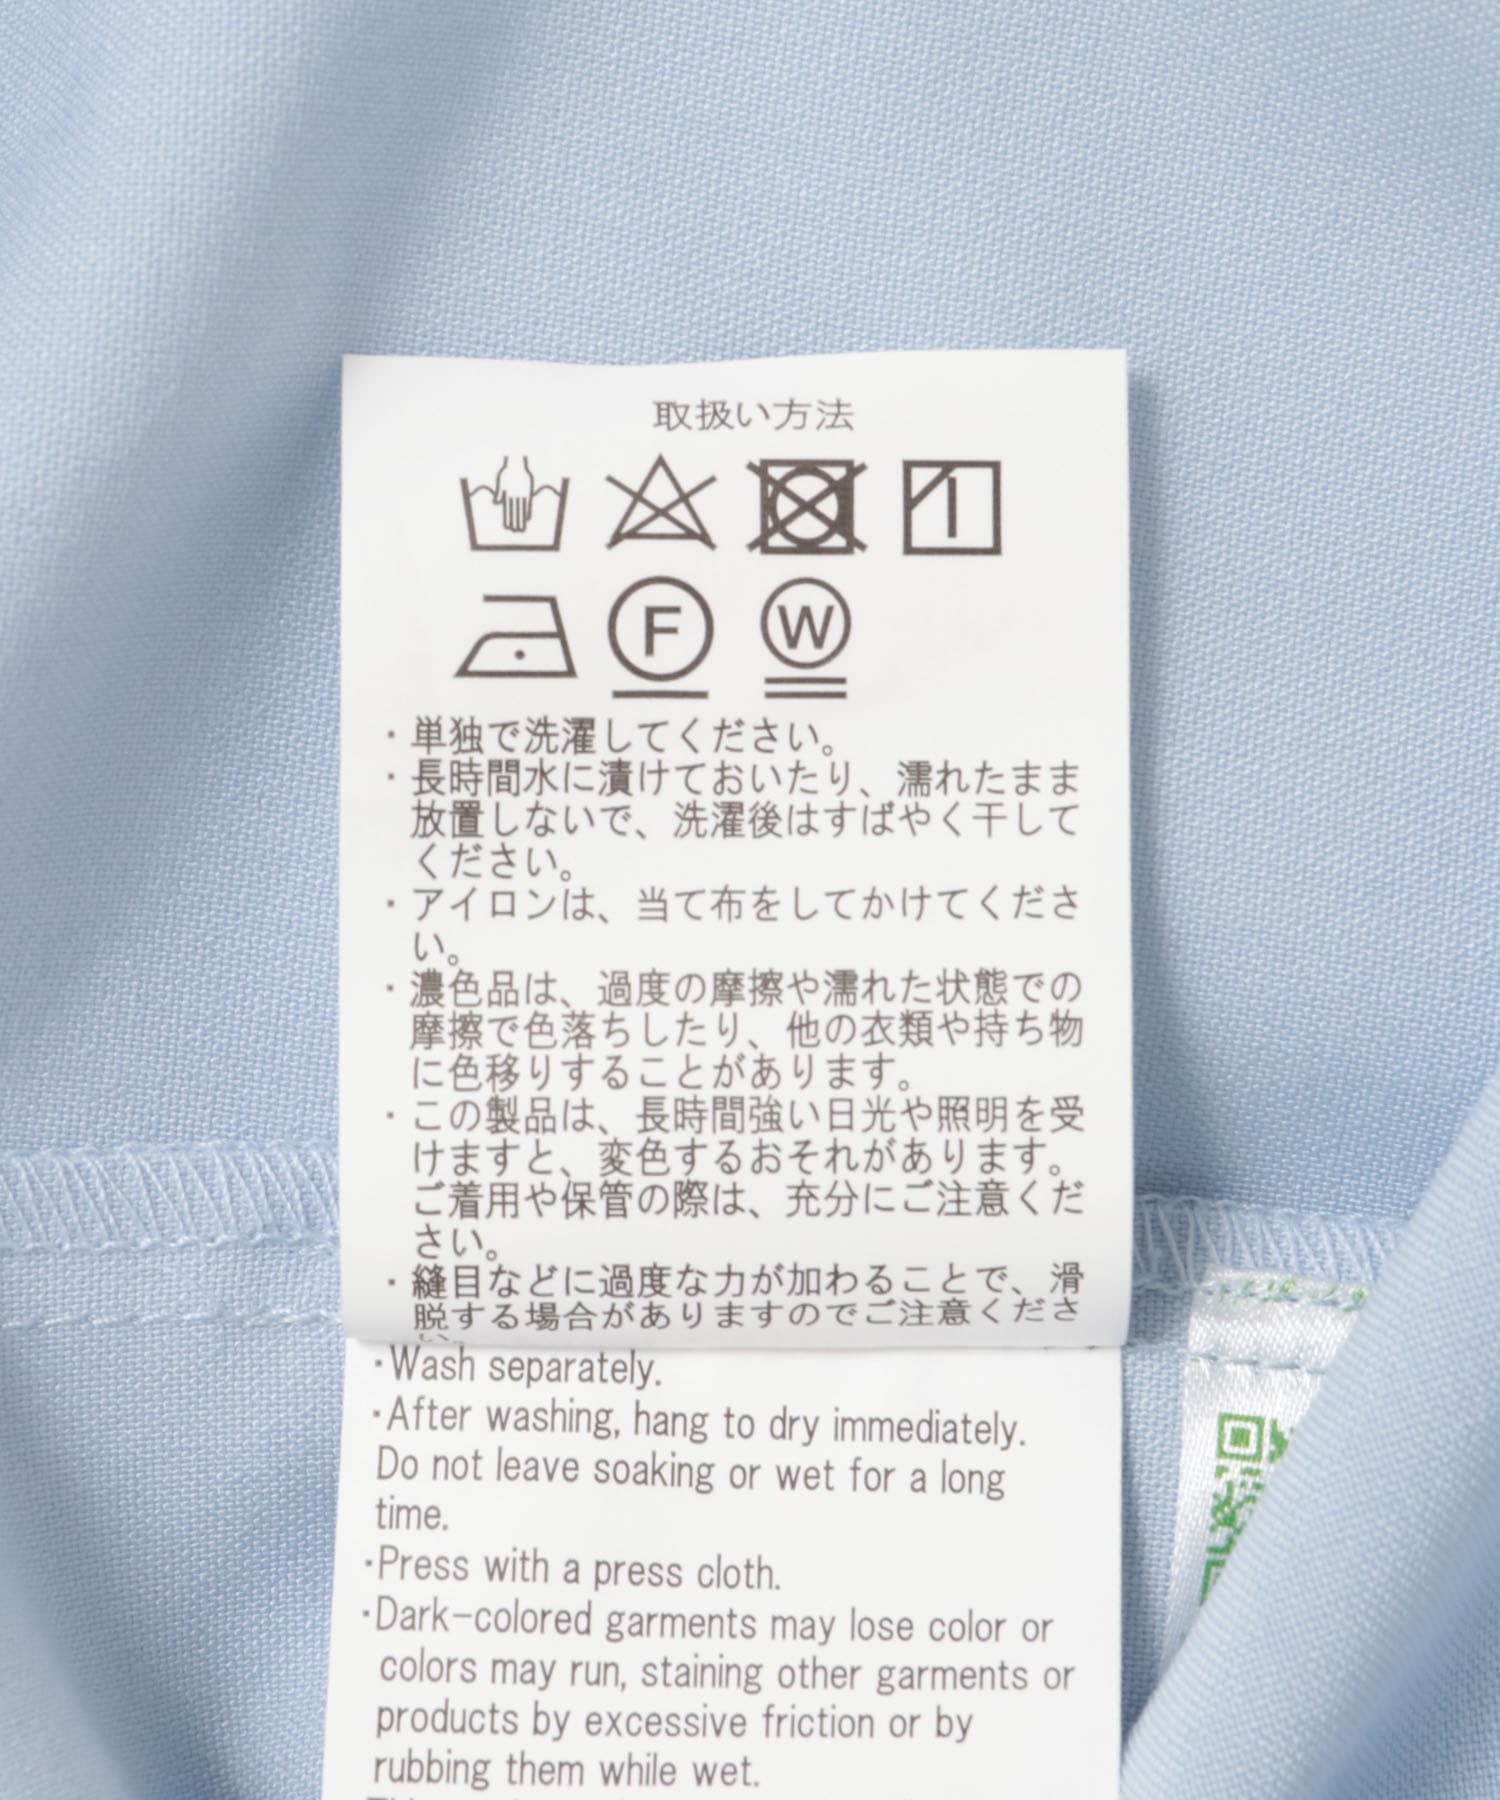 取扱い方法
F
W
・単独で洗濯してください。
・長時間水に漬けておいたり、濡れたまま
放置しないで、洗濯後はすばやく干して
ください。
・アイロンは、当て布をしてかけてくださ
い。
・濃色品は、過度の摩擦や濡れた状態での
摩擦で色落ちしたり、他の衣類や持ち物
に色移りすることがあります。
・この製品は、長時間強い日光や照明を受
けますと、変色するおそれがあります。
ご着用や保管の際は、充分にご注意くだ
さい。
・縫目などに過度な力が加わることで、滑
脱する場合がありますのでご注意くださ
・Wash separately.
・After washing, hang to dry immediately.
Do not leave soaking or wet for a long
time.
・Press with a press cloth.
・Dark-colored garments may lose color or
colors may run, staining other garments or
products by excessive friction or by
rubbing them while wet.